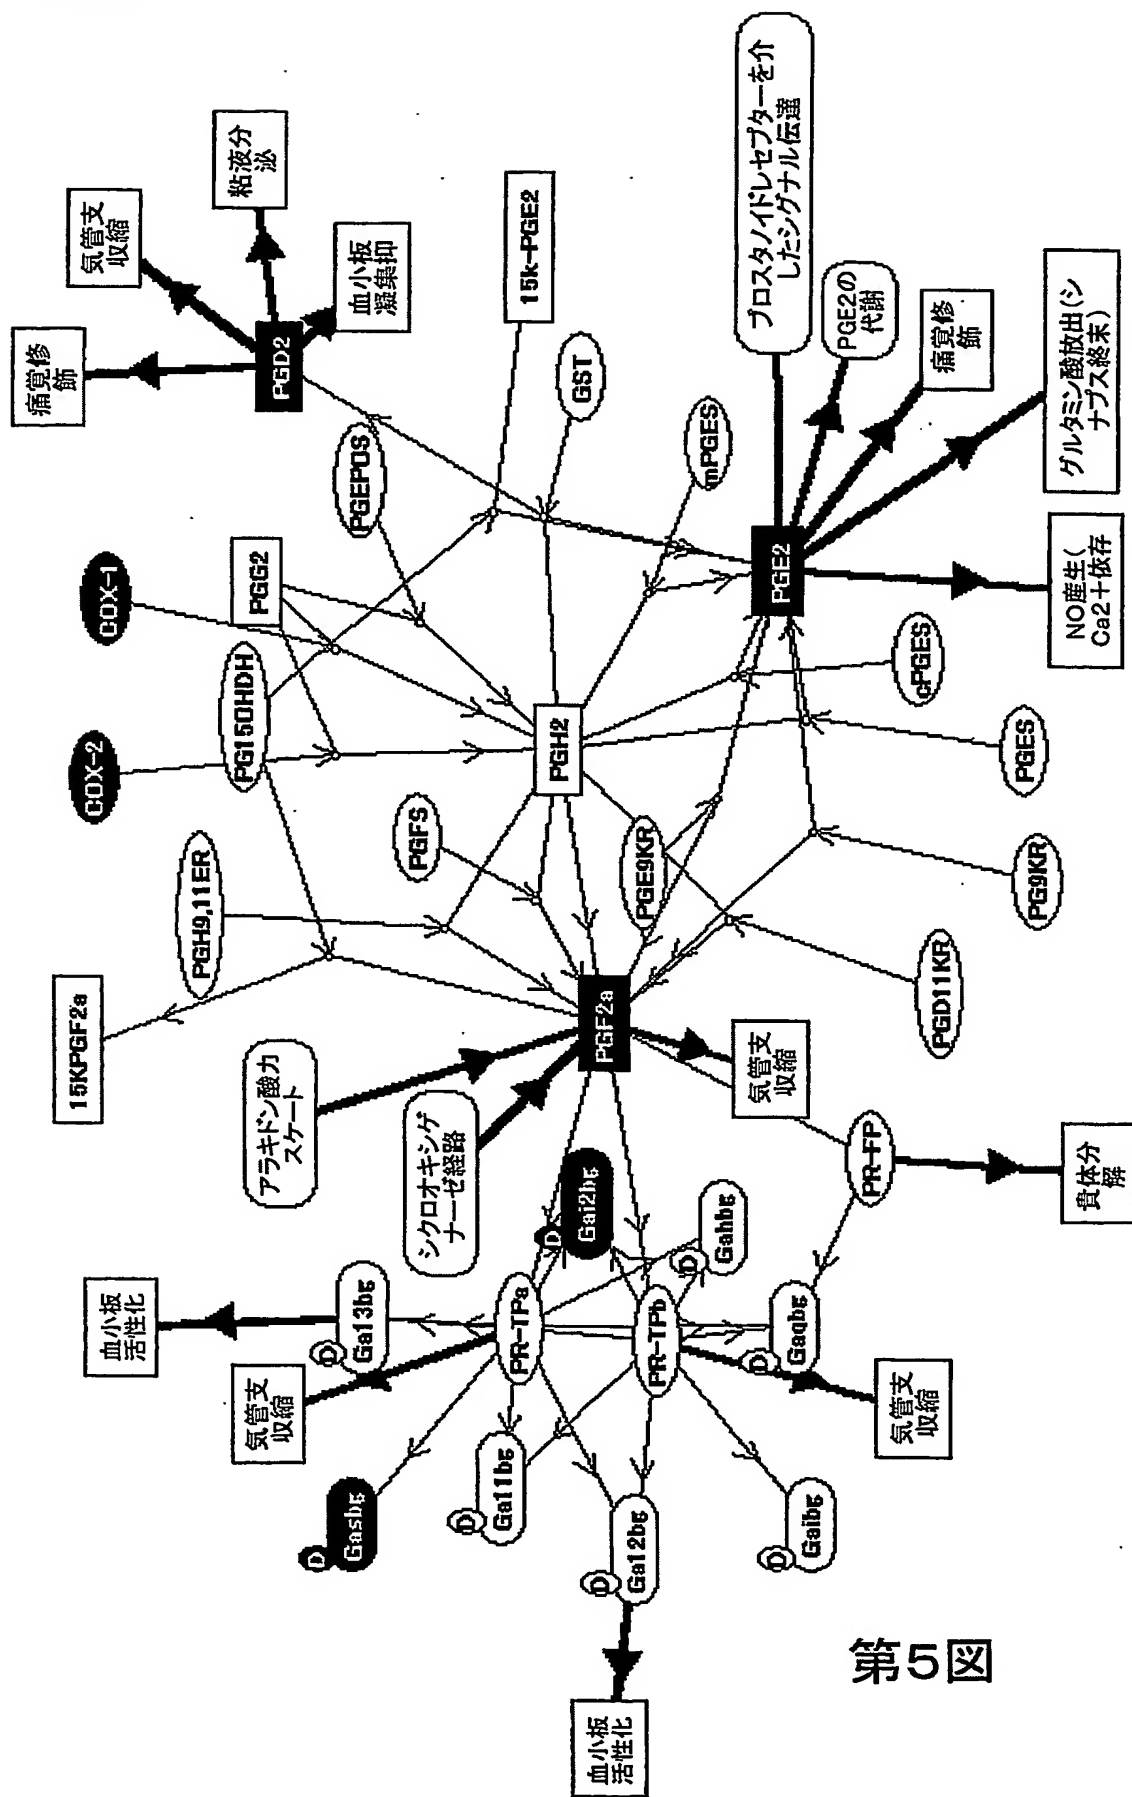 痛覚修
飾
気管支
収縮
粘液分
泌
PGD2
血小板
凝集抑
15k-PGE2
GST
mPGES
PGEPOS
COX-1
PGG2
PG15OHDH
COX-2
PGH2
PGFS
PGH9,11ER
15KPGF2a
プロスタノイドレセプターを介
したシグナル伝達
PGE2の
代謝
痛覚修
飾
グルタミン酸放出(シ
ナプス終末)
NO産生(
Ca2+依存
PGE2
cPGES
PGES
PG9KR
PGE9KR
PGD11KR
PGF2a
アラキドン酸カ
スケート
シクロオキシゲ
ナーゼ経路
気管支
収縮
PR-FP
貴体分
解
D
Gai2bg
D
Gahbg
D
Gaqbg
血小板
活性化
D
Ga13bg
PR-TPa
PR-TPb
気管支
収縮
気管支
収縮
D
Gasbg
D
Ga11bg
D
Ga12bg
D
Gaibg
血小板
活性化
第5図